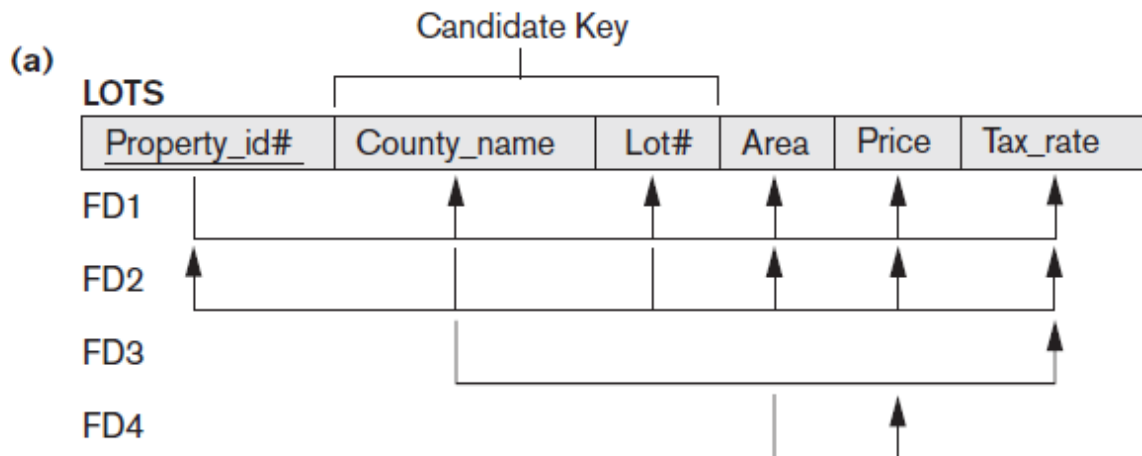 Candidate Key
(a)
LOTS
Property_id# County_name Lot# Area Price Tax_rate
FD1
FD2
FD3
FD4